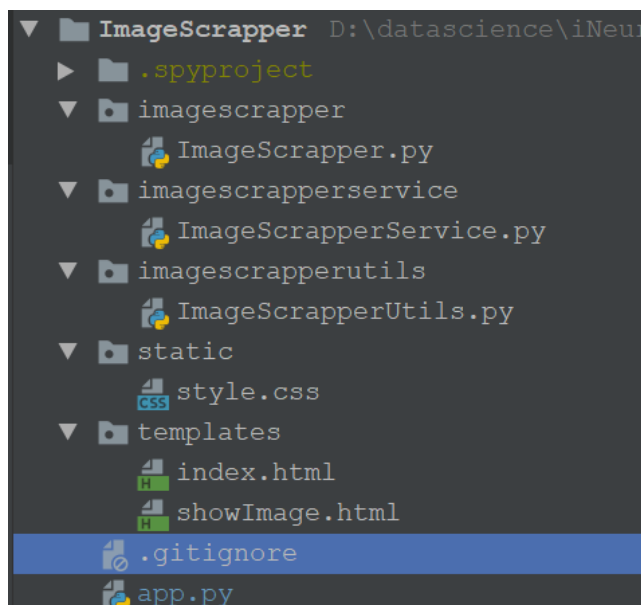 ImageScrapper D:\datascience\iNeur
.spyproject
imagescrapper
ImageScrapper.py
imagescrapperservice
ImageScrapperService.py
imagescrapperutils
ImageScrapperUtils.py
static
CSS style.css
templates
H index.html
H showImage.html
.gitignore
app.py